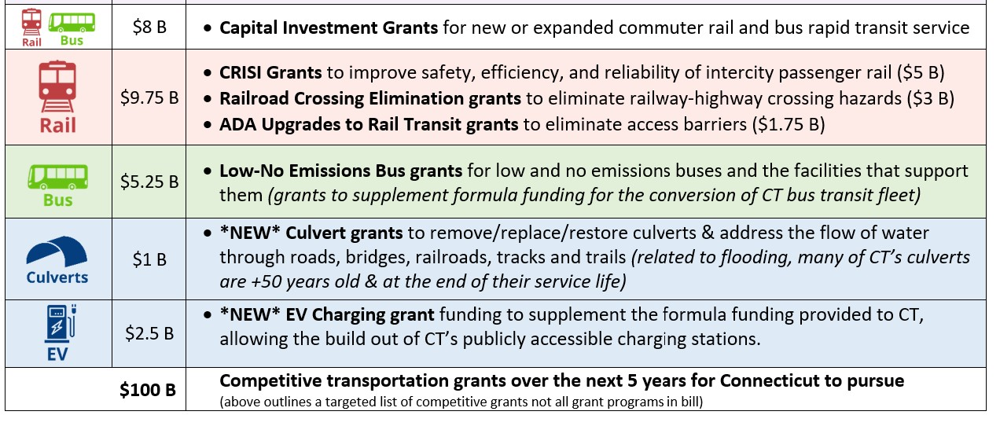 Rail Bus
$8 B
• Capital Investment Grants for new or expanded commuter rail and bus rapid transit service
Rail
$9.75 B
• CRISI Grants to improve safety, efficiency, and reliability of intercity passenger rail ($5 B)
• Railroad Crossing Elimination grants to eliminate railway-highway crossing hazards ($3 B)
• ADA Upgrades to Rail Transit grants to eliminate access barriers ($1.75 B)
Bus
$5.25 B
• Low-No Emissions Bus grants for low and no emissions buses and the facilities that support
them (grants to supplement formula funding for the conversion of CT bus transit fleet)
Culverts
$1 B
• *NEW* Culvert grants to remove/replace/restore culverts & address the flow of water
through roads, bridges, railroads, tracks and trails (related to flooding, many of CT's culverts
are +50 years old & at the end of their service life)
EV
$2.5 B
• *NEW* EV Charging grant funding to supplement the formula funding provided to CT,
allowing the build out of CT's publicly accessible charging stations.
$100 B
Competitive transportation grants over the next 5 years for Connecticut to pursue
(above outlines a targeted list of competitive grants not all grant programs in bill)